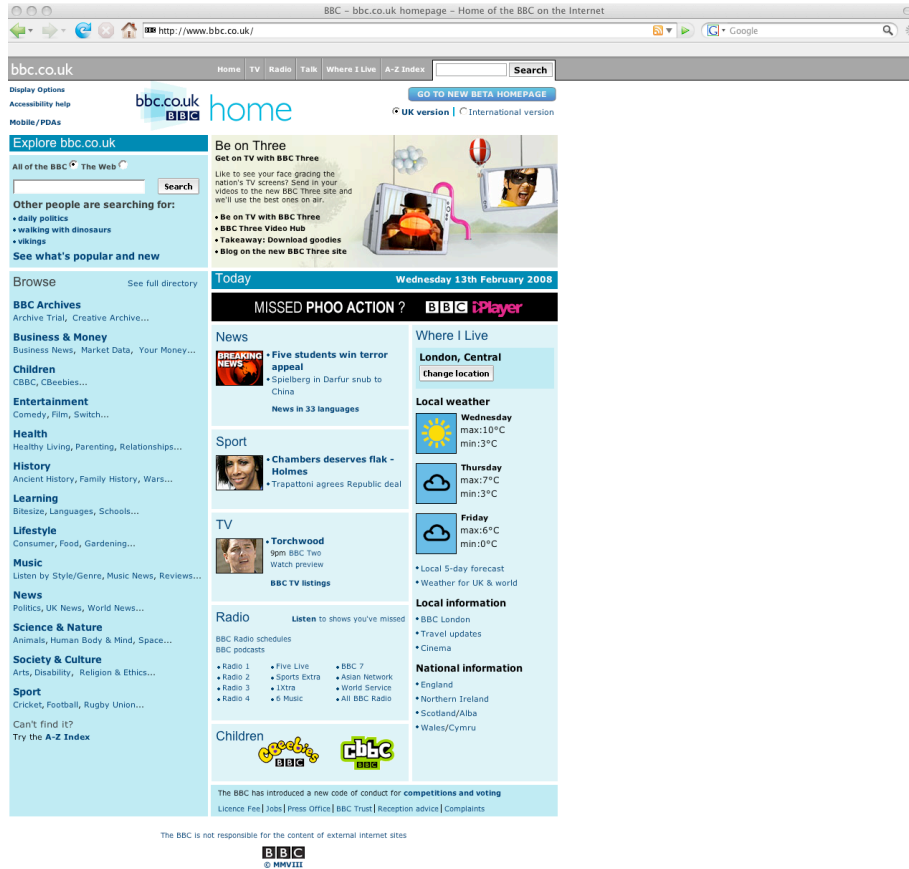 BBC - bbc.co.uk homepage - Home of the BBC on the Internet
BBC http://www.bbc.co.uk/
G Google
bbc.co.uk
Home TV Radio Talk Where I Live A-Z Index Search
Display Options
Accessibility help
Mobile/PDAs
bbc.co.uk
BBC
home
GO TO NEW BETA HOMEPAGE
UK version | International version
Explore bbc.co.uk
All of the BBC The Web
Search
Other people are searching for:
• daily politics
• walking with dinosaurs
• vikings
See what's popular and new
Be on Three
Get on TV with BBC Three
Like to see your face gracing the
nation's TV screens? Send in your
videos to the new BBC Three site and
we'll use the best ones on air.
• Be on TV with BBC Three
• BBC Three Video Hub
• Takeaway: Download goodies
• Blog on the new BBC Three site
Browse See full directory
BBC Archives
Archive Trial, Creative Archive...
Business & Money
Business News, Market Data, Your Money...
Children
CBBC, CBeebies...
Entertainment
Comedy, Film, Switch...
Health
Healthy Living, Parenting, Relationships...
History
Ancient History, Family History, Wars...
Learning
Bitesize, Languages, Schools...
Lifestyle
Consumer, Food, Gardening...
Music
Listen by Style/Genre, Music News, Reviews...
News
Politics, UK News, World News...
Science & Nature
Animals, Human Body & Mind, Space...
Society & Culture
Arts, Disability, Religion & Ethics...
Sport
Cricket, Football, Rugby Union...
Can't find it?
Try the A-Z Index
Today Wednesday 13th February 2008
MISSED PHOO ACTION ? BBC iPlayer
News
BREAKING
NEWS
• Five students win terror
appeal
• Spielberg in Darfur snub to
China
News in 33 languages
Sport
• Chambers deserves flak -
Holmes
• Trapattoni agrees Republic deal
TV
• Torchwood
9pm BBC Two
Watch preview
BBC TV listings
Radio Listen to shows you've missed
BBC Radio schedules
BBC podcasts
• Radio 1 • Five Live • BBC 7
• Radio 2 • Sports Extra • Asian Network
• Radio 3 • 1Xtra • World Service
• Radio 4 • 6 Music • All BBC Radio
Children
CBeebies
BBC
cbbc
BBC
Where I Live
London, Central
Change location
Local weather
Wednesday
max:10°C
min:3°C
Thursday
max:7°C
min:3°C
Friday
max:6°C
min:0°C
• Local 5-day forecast
• Weather for UK & world
Local information
• BBC London
• Travel updates
• Cinema
National information
• England
• Northern Ireland
• Scotland/Alba
• Wales/Cymru
The BBC has introduced a new code of conduct for competitions and voting
Licence Fee | Jobs | Press Office | BBC Trust | Reception advice | Complaints
The BBC is not responsible for the content of external internet sites
BBC
© MMVIII